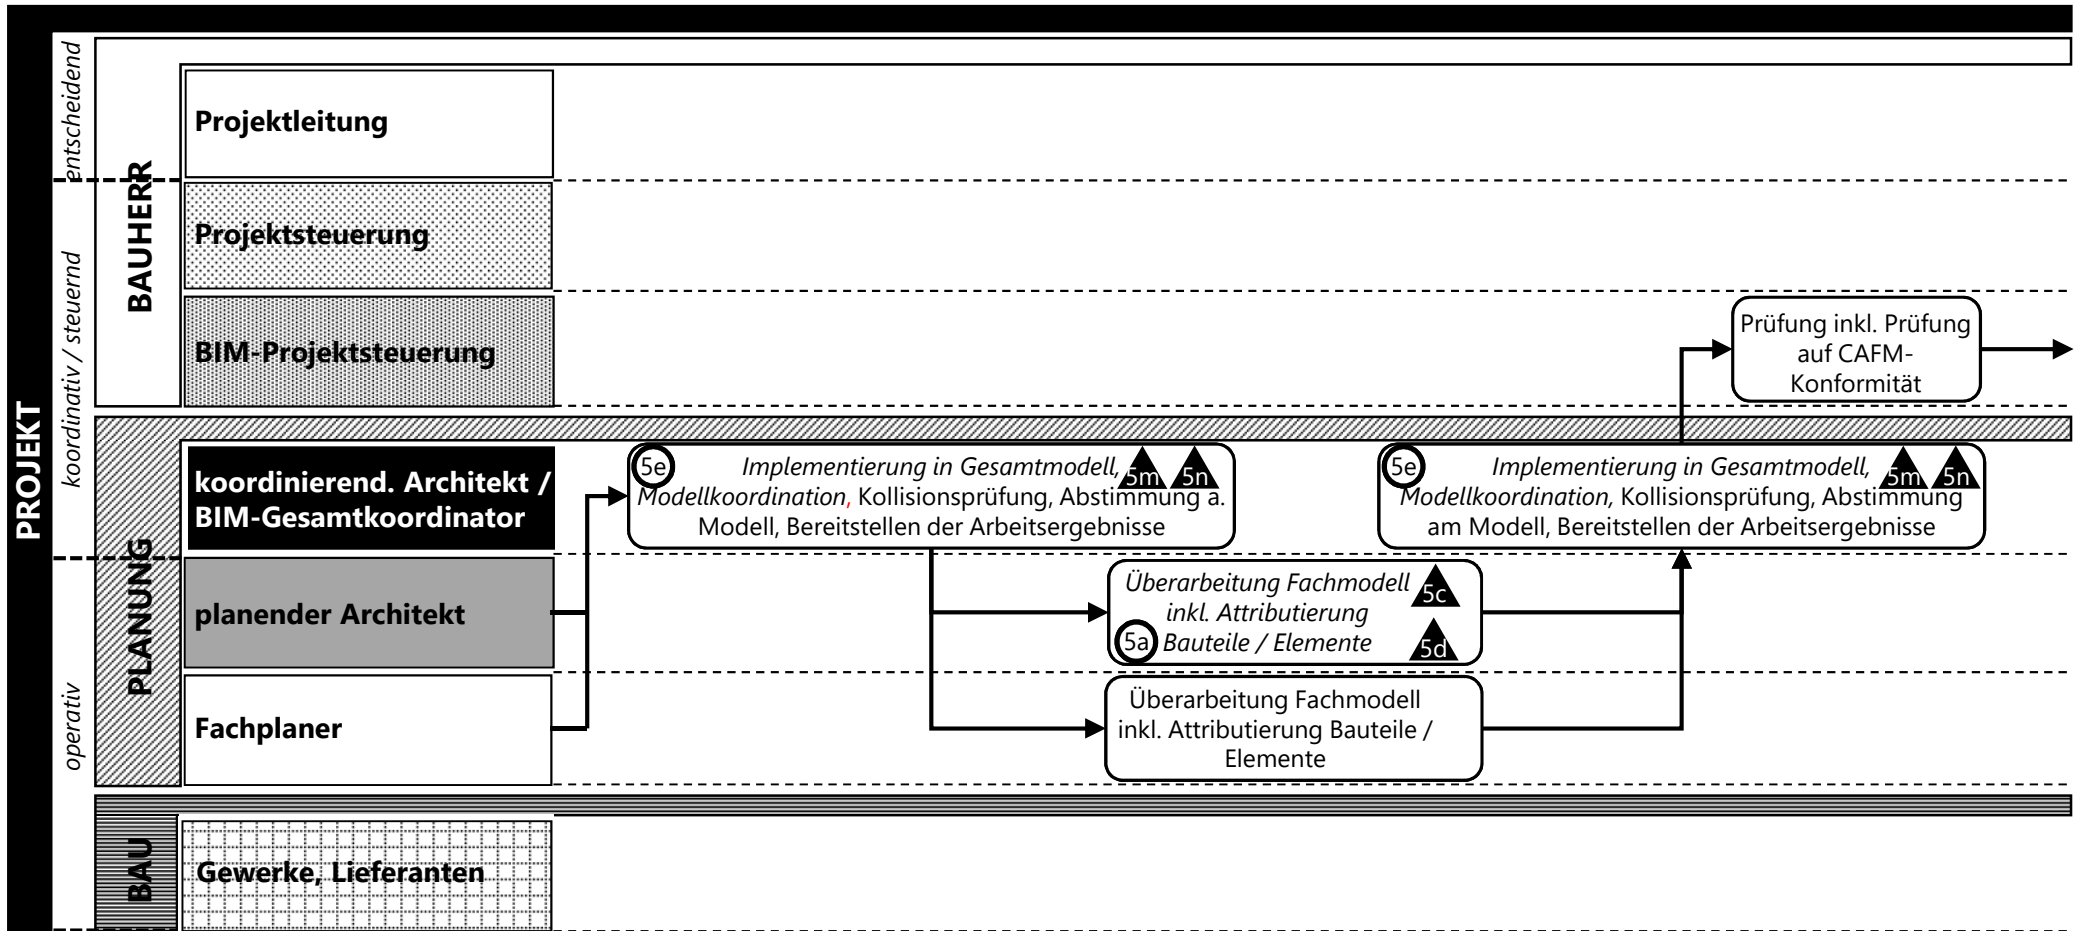 PROJEKT
entscheidend
koordinativ / steuernd
operativ
BAUHERR
Projektleitung
Projektsteuerung
BIM-Projektsteuerung
Prüfung inkl. Prüfung
auf CAFM-
Konformität
PLANUNG
koordinierend. Architekt /
BIM-Gesamtkoordinator
5e Implementierung in Gesamtmodell, 5m 5n
Modellkoordination, Kollisionsprüfung, Abstimmung a.
Modell, Bereitstellen der Arbeitsergebnisse
5e Implementierung in Gesamtmodell, 5m 5n
Modellkoordination, Kollisionsprüfung, Abstimmung
am Modell, Bereitstellen der Arbeitsergebnisse
planender Architekt
Überarbeitung Fachmodell 5c
inkl. Attributierung
5a Bauteile / Elemente 5d
Fachplaner
Überarbeitung Fachmodell
inkl. Attributierung Bauteile /
Elemente
BAU
Gewerke, Lieferanten